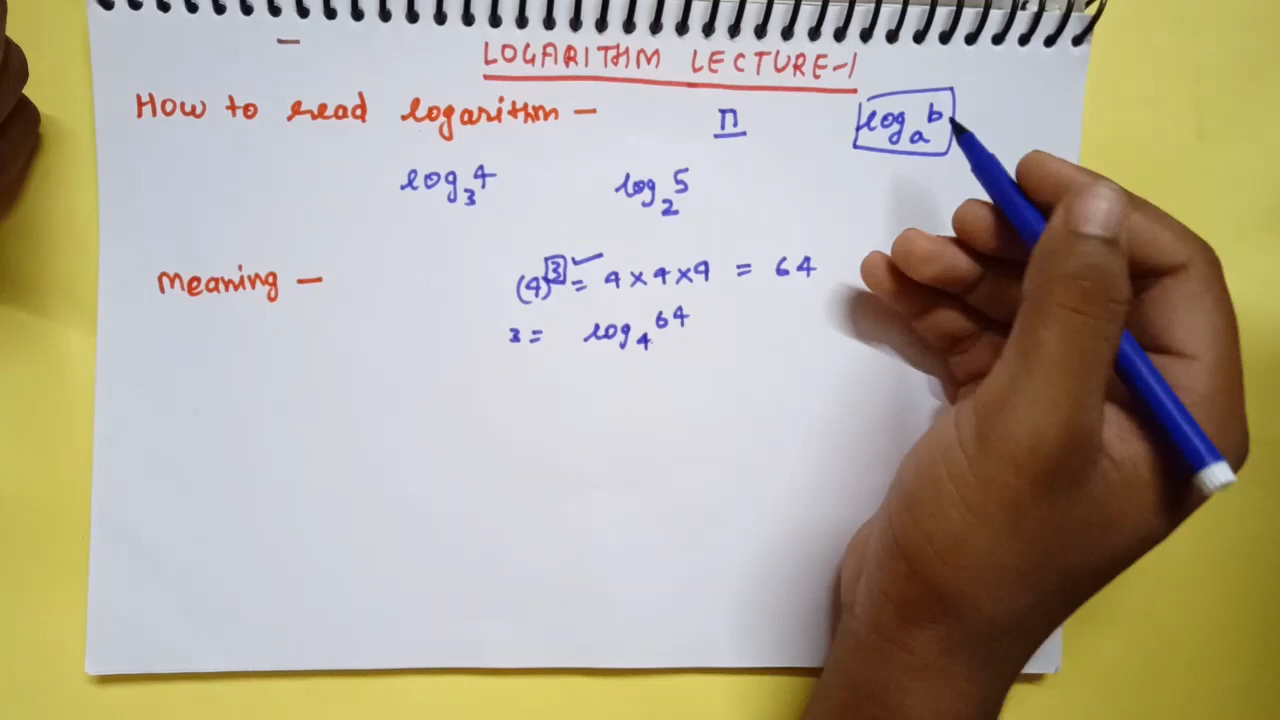 LOGARITHM LECTURE-1
How to read logarithm - n log_a b
log_3 4 log_2 5
Meaning - (4)^3 = 4 × 4 × 4 = 64
3 = log_4 64